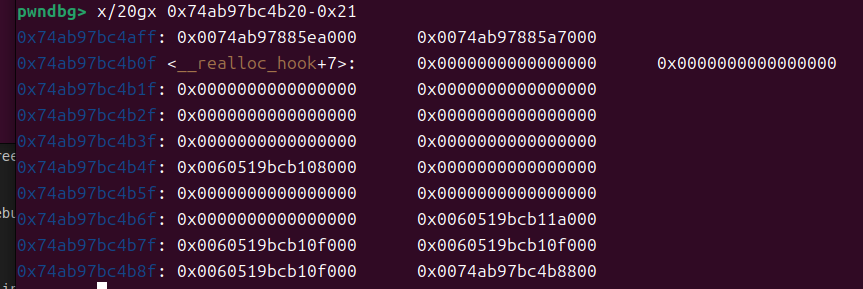 pwndbg> x/20gx 0x74ab97bc4b20-0x21
0x74ab97bc4aff: 0x0074ab97885ea000 0x0074ab97885a7000
0x74ab97bc4b0f <__realloc_hook+7>: 0x0000000000000000 0x0000000000000000
0x74ab97bc4b1f: 0x0000000000000000 0x0000000000000000
0x74ab97bc4b2f: 0x0000000000000000 0x0000000000000000
0x74ab97bc4b3f: 0x0000000000000000 0x0000000000000000
0x74ab97bc4b4f: 0x0060519bcb108000 0x0000000000000000
0x74ab97bc4b5f: 0x0000000000000000 0x0000000000000000
0x74ab97bc4b6f: 0x0000000000000000 0x0060519bcb11a000
0x74ab97bc4b7f: 0x0060519bcb10f000 0x0060519bcb10f000
0x74ab97bc4b8f: 0x0060519bcb10f000 0x0074ab97bc4b8800